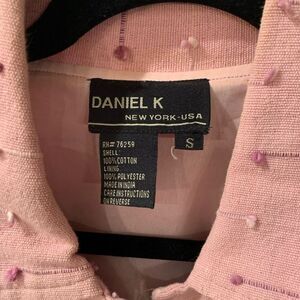 DANIEL K
NEW YORK-USA
S
RN# 76259
SHELL
100% COTTON
LINING
100% POLYESTER
MADE IN INDIA
CARE INSTRUCTIONS
ON REVERSE